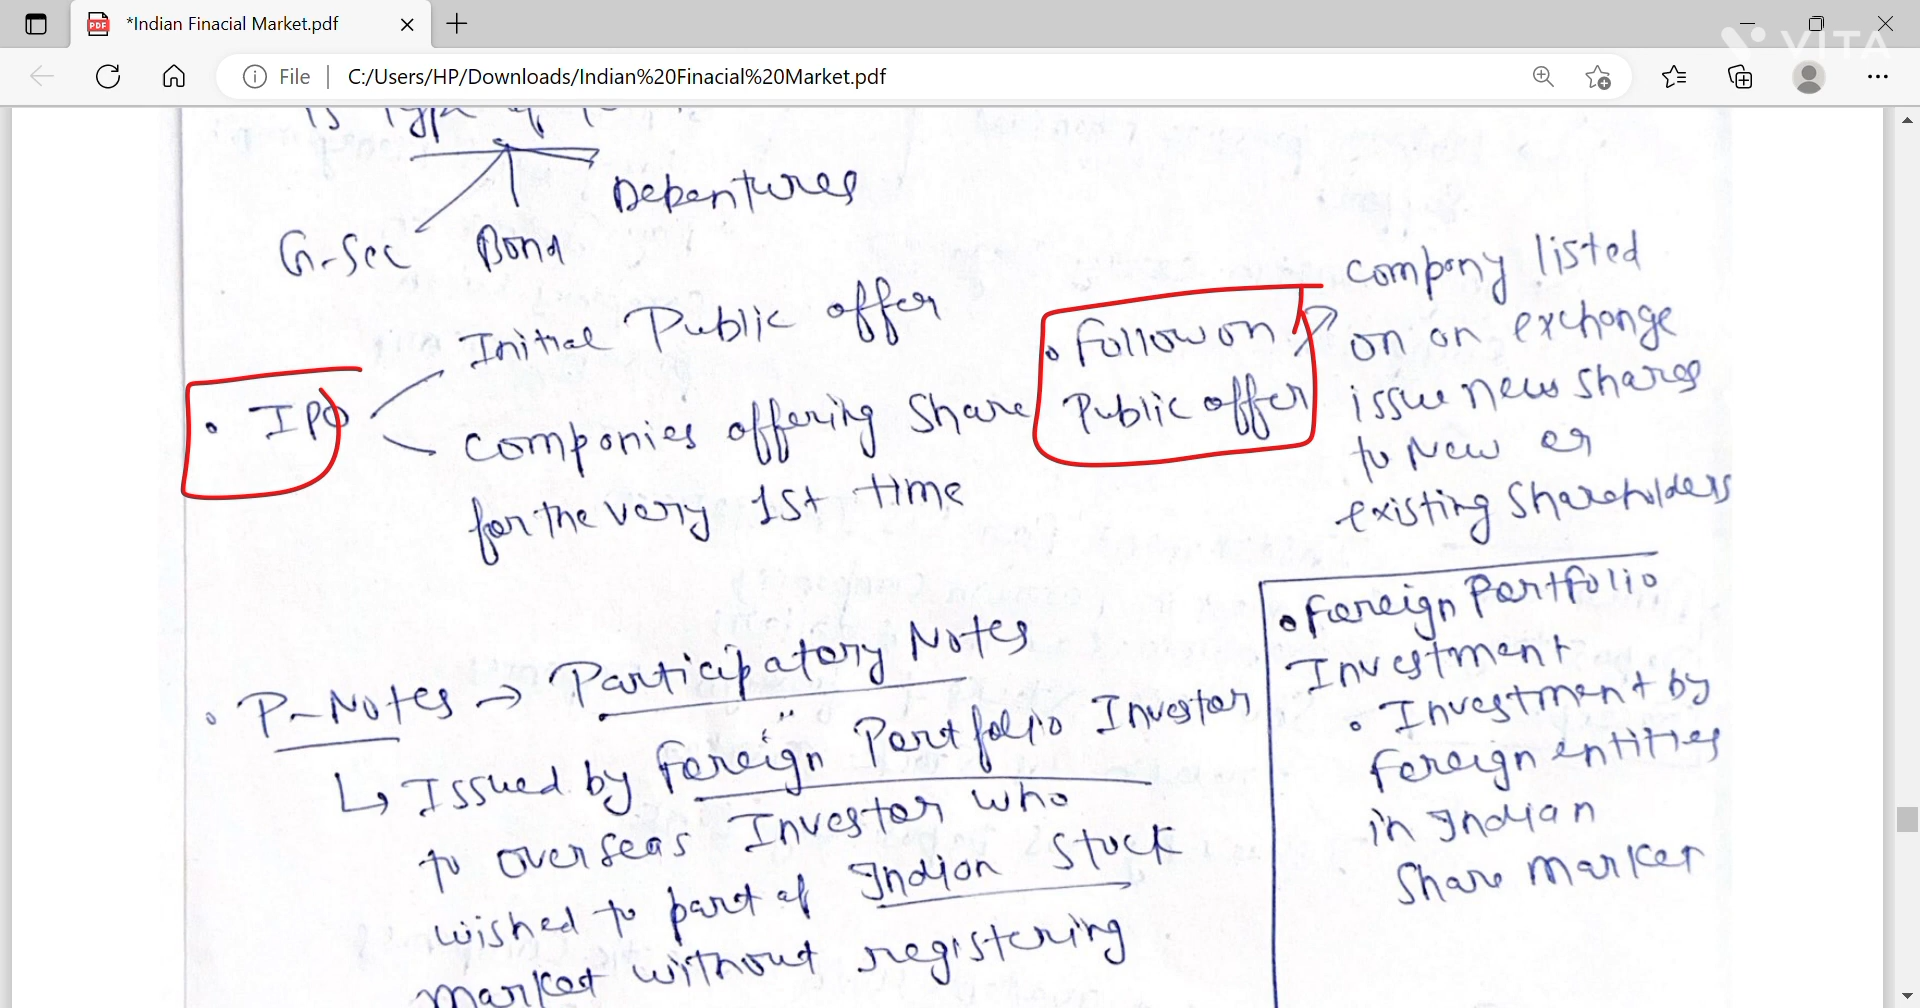 *Indian Finacial Market.pdf
VITA
File
C:/Users/HP/Downloads/Indian%20Finacial%20Market.pdf
Debentures
G-Sec Bond
• IPO
Initial Public offer
companies offering Share
for the very 1st time
• Follow on
Public offer
company listed
on an exchange
issue new shares
to New or
existing Shareholders
• P-Notes → Participatory Notes
Issued by Foreign Portfolio Investor
to overseas Investor who
wished to part of Indian Stock
market without registering
• Foreign Portfolio
Investment
• Investment by
foreign entities
in Indian
Share market